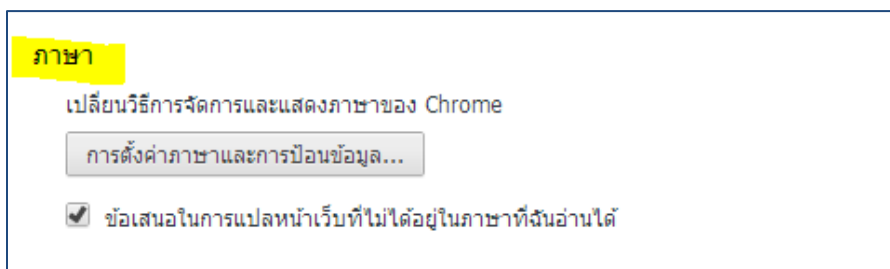 ภาษา
เปลี่ยนวิธีการจัดการและแสดงภาษาของ Chrome
การตั้งค่าภาษาและการป้อนข้อมูล...
ข้อเสนอในการแปลหน้าเว็บที่ไม่ได้อยู่ในภาษาที่ฉันอ่านได้